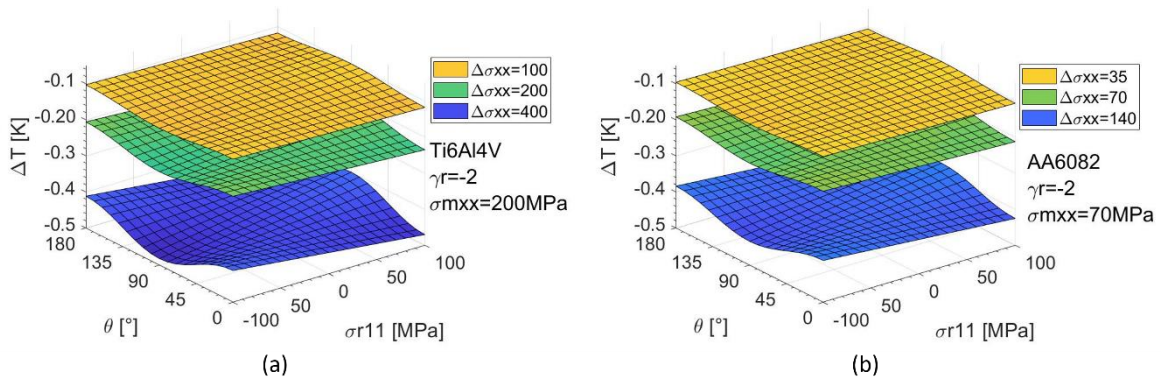 -0.1
-0.20
-0.3
-0.4
-0.5
ΔT [K]
180
135
90
45
0
θ [°]
-100
50
0
50
100
σr11 [MPa]
Δσxx=100
Δσxx=200
Δσxx=400
Ti6Al4V
γr=-2
σmxx=200MPa
(a)
-0.1
-0.20
-0.3
-0.4
-0.5
ΔT [K]
180
135
90
45
0
θ [°]
-100
50
0
50
100
σr11 [MPa]
Δσxx=35
Δσxx=70
Δσxx=140
AA6082
γr=-2
σmxx=70MPa
(b)